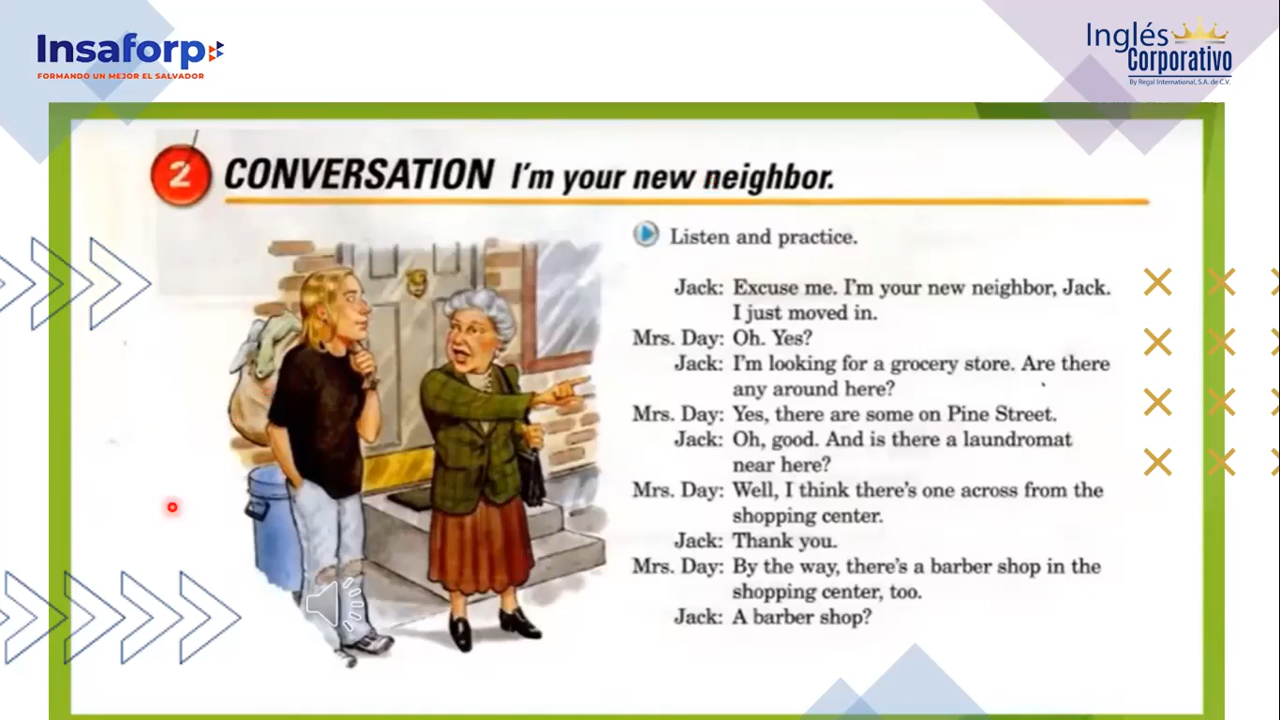 Insaforp
FORMANDO UN MEJOR EL SALVADOR
Inglés
Corporativo
By Regal International, S.A. de C.V.
2 CONVERSATION I'm your new neighbor.
Listen and practice.
Jack: Excuse me. I'm your new neighbor, Jack.
I just moved in.
Mrs. Day: Oh. Yes?
Jack: I'm looking for a grocery store. Are there
any around here?
Mrs. Day: Yes, there are some on Pine Street.
Jack: Oh, good. And is there a laundromat
near here?
Mrs. Day: Well, I think there's one across from the
shopping center.
Jack: Thank you.
Mrs. Day: By the way, there's a barber shop in the
shopping center, too.
Jack: A barber shop?